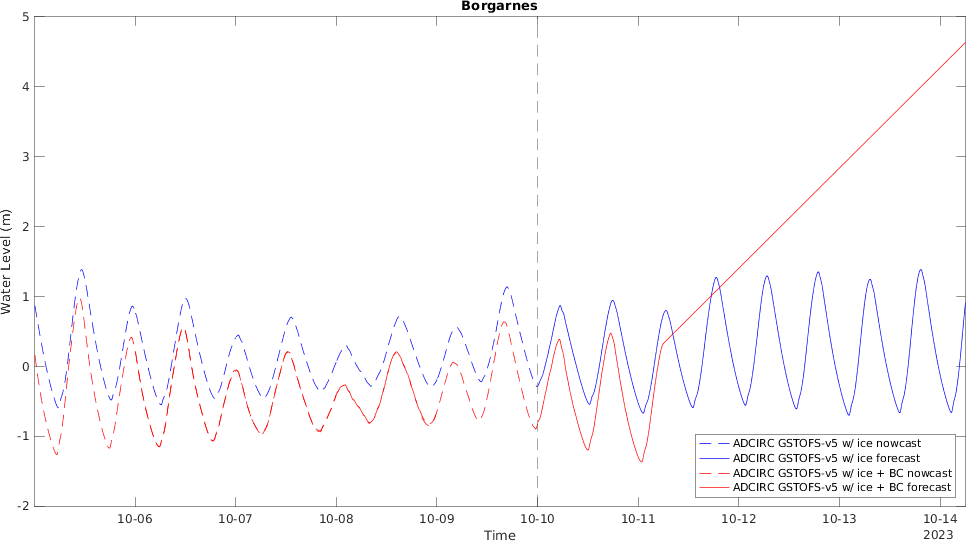 Borgarnes
5
4
3
2
1
0
-1
-2
Water Level (m)
10-06
10-07
10-08
10-09
10-10
10-11
10-12
10-13
10-14
2023
Time
ADCIRC GSTOFS-v5 w/ ice nowcast
ADCIRC GSTOFS-v5 w/ ice forecast
ADCIRC GSTOFS-v5 w/ ice + BC nowcast
ADCIRC GSTOFS-v5 w/ ice + BC forecast